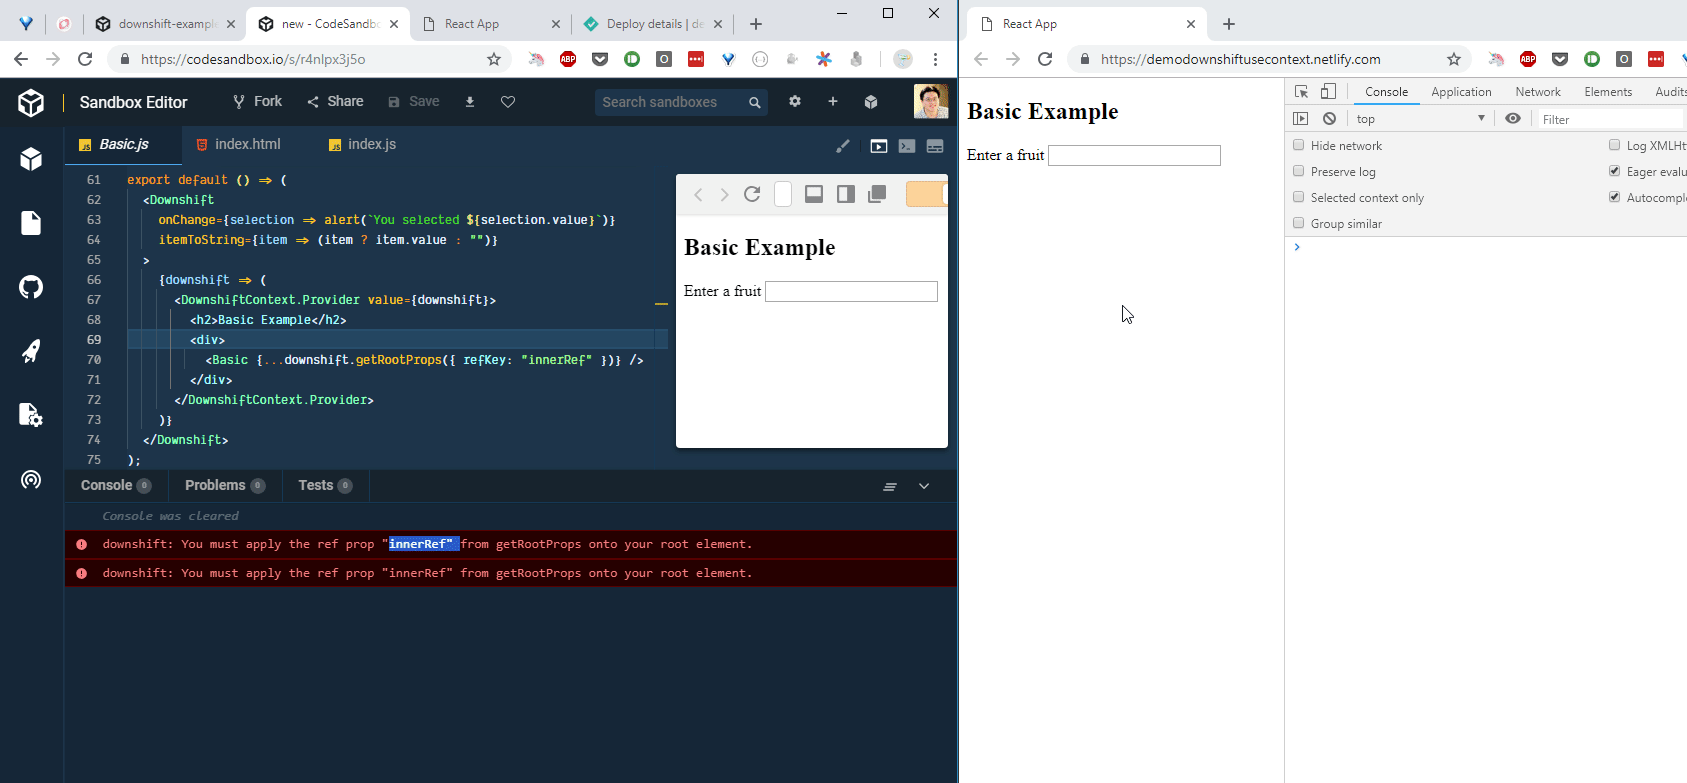 downshift-example
new - CodeSandbo
React App
Deploy details | de
https://codesandbox.io/s/r4nlpx3j5o
ABP
Sandbox Editor
Fork
Share
Save
Search sandboxes
Basic.js
index.html
index.js
61 export default () => (
62 <Downshift
63 onChange={selection => alert(`You selected ${selection.value}`)}
64 itemToString={item => (item ? item.value : "")}
65 >
66 {downshift => (
67 <DownshiftContext.Provider value={downshift}>
68 <h2>Basic Example</h2>
69 <div>
70 <Basic {...downshift.getRootProps({ refKey: "innerRef" })} />
71 </div>
72 </DownshiftContext.Provider>
73 )}
74 </Downshift>
75 );
Basic Example
Enter a fruit
Console 0
Problems 0
Tests 0
Console was cleared
downshift: You must apply the ref prop "innerRef" from getRootProps onto your root element.
downshift: You must apply the ref prop "innerRef" from getRootProps onto your root element.
React App
https://demodownshiftusecontext.netlify.com
ABP
Basic Example
Enter a fruit
Console
Application
Network
Elements
Audits
top
Filter
Hide network
Log XMLHt
Preserve log
Eager evalu
Selected context only
Autocomple
Group similar